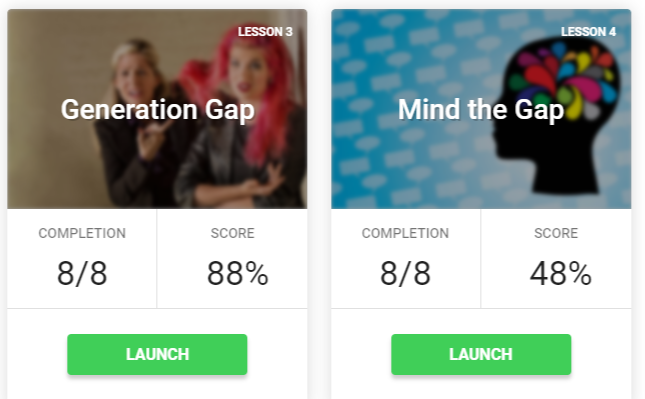 LESSON 3
Generation Gap
COMPLETION
SCORE
8/8
88%
LAUNCH
LESSON 4
Mind the Gap
COMPLETION
SCORE
8/8
48%
LAUNCH